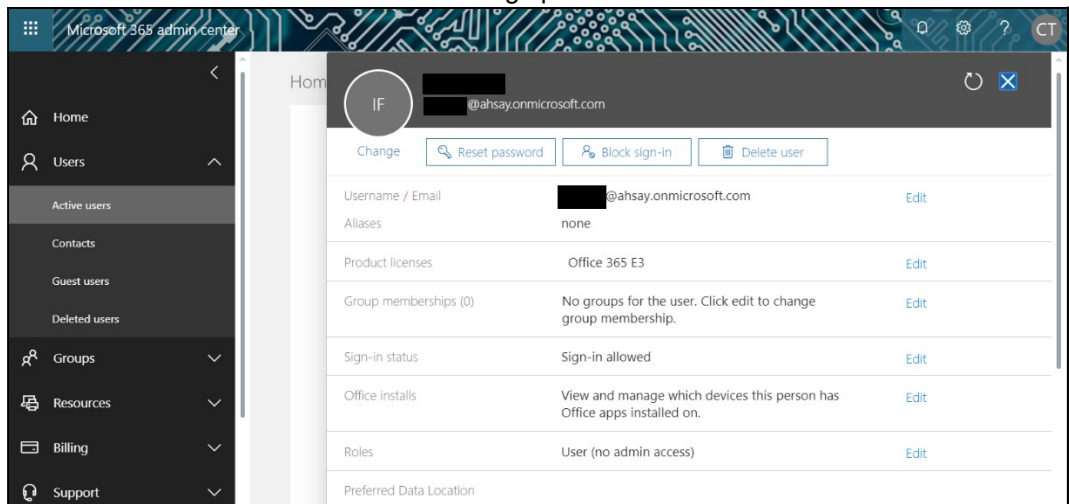 Microsoft 365 admin center
?
CT
Home
Users
Active users
Contacts
Guest users
Deleted users
Groups
Resources
Billing
Support
Hom
IF
@ahsay.onmicrosoft.com
Change
Reset password
Block sign-in
Delete user
Username / Email
@ahsay.onmicrosoft.com
Edit
Aliases
none
Product licenses
Office 365 E3
Edit
Group memberships (0)
No groups for the user. Click edit to change
group membership.
Edit
Sign-in status
Sign-in allowed
Edit
Office installs
View and manage which devices this person has
Office apps installed on.
Edit
Roles
User (no admin access)
Edit
Preferred Data Location